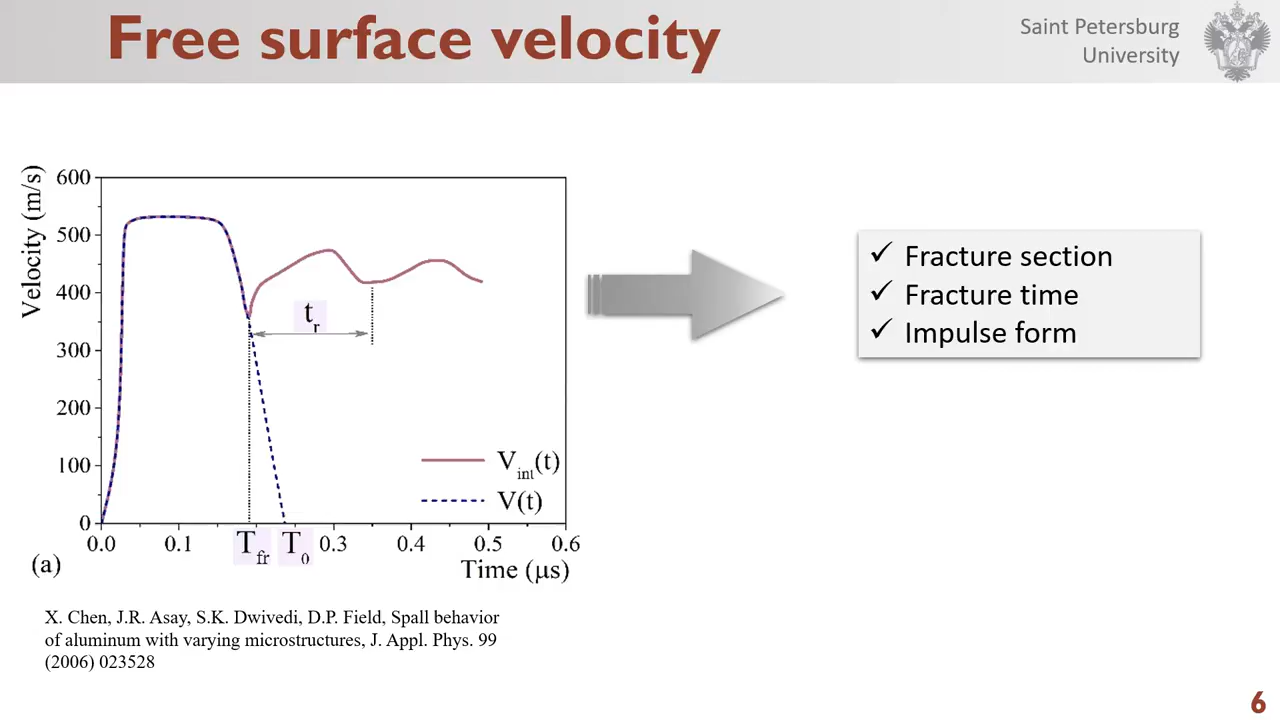 Free surface velocity
Saint Petersburg
University
Velocity (m/s)
600
500
400
300
200
100
0
t_r
V_int(t)
V(t)
0.0
0.1
T_fr
T_0
0.3
0.4
0.5
0.6
(a)
Time (μs)
✓ Fracture section
✓ Fracture time
✓ Impulse form
X. Chen, J.R. Asay, S.K. Dwivedi, D.P. Field, Spall behavior
of aluminum with varying microstructures, J. Appl. Phys. 99
(2006) 023528
6